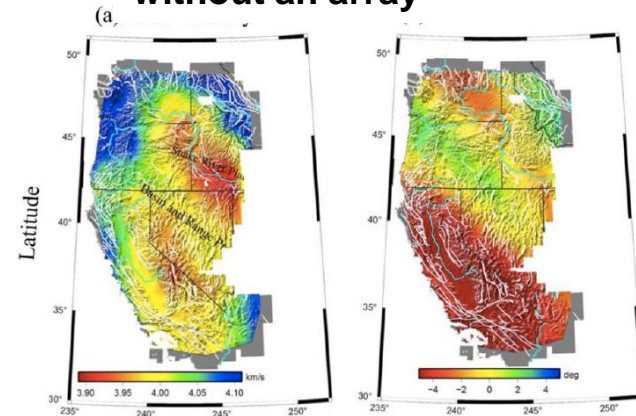 without an array
(a)
50°
45°
40°
35°
30°
Latitude
Snake River Pla
Basin and Range P
3.90 3.95 4.00 4.05 4.10
km/s
235° 240° 245° 250°
50°
45°
40°
35°
30°
−4 −2 0 2 4 deg
235° 240° 245° 250°